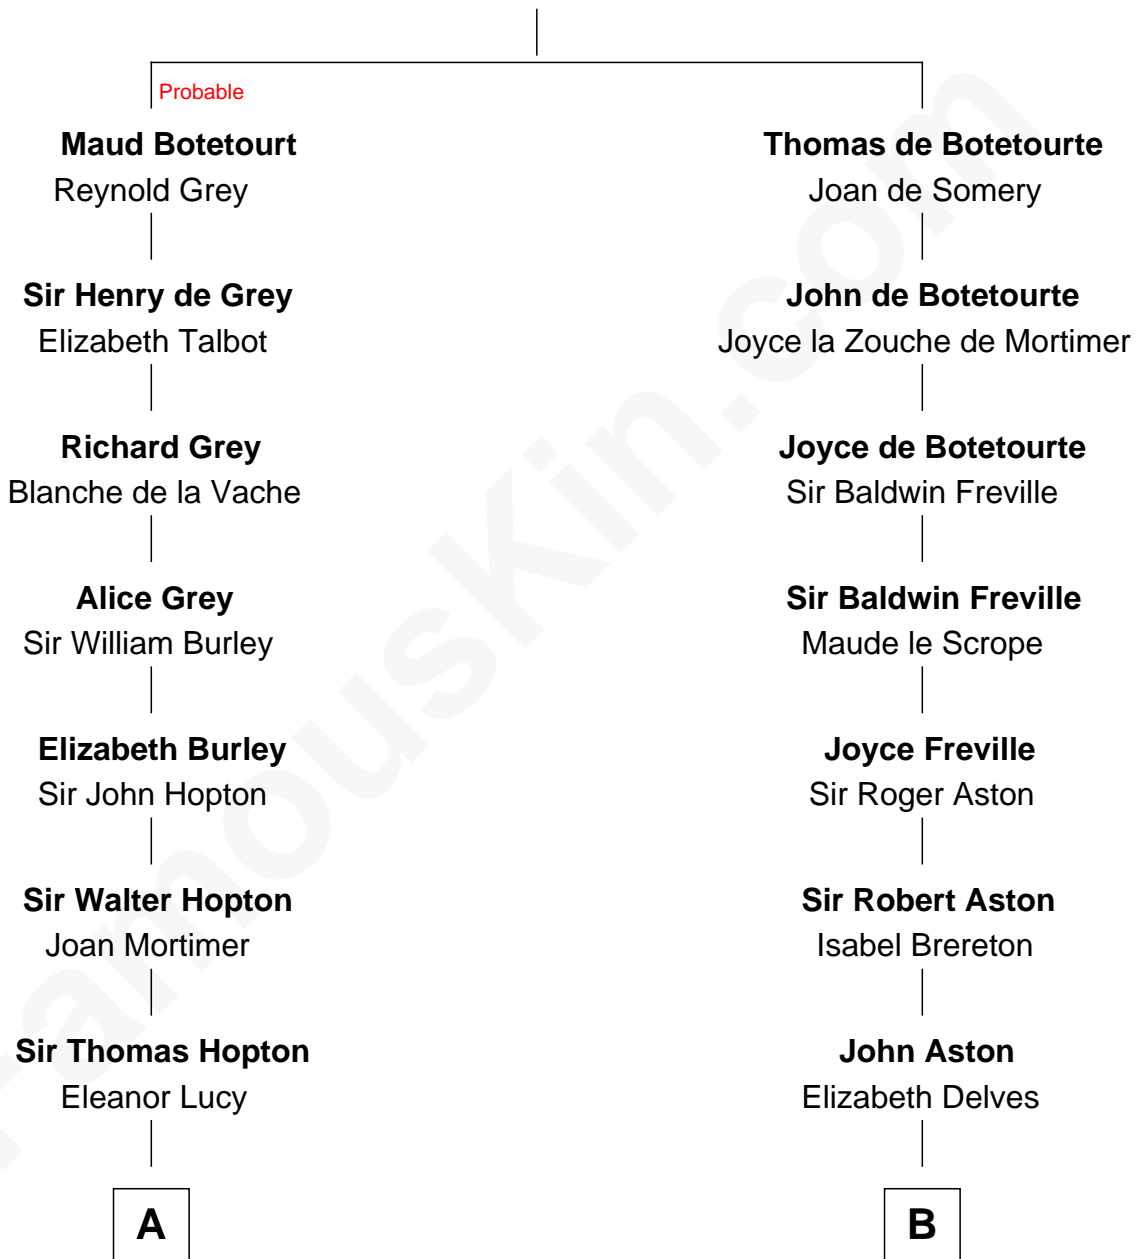 Probable
Maud Botetourt
Reynold Grey
Sir Henry de Grey
Elizabeth Talbot
Richard Grey
Blanche de la Vache
Alice Grey
Sir William Burley
Elizabeth Burley
Sir John Hopton
Sir Walter Hopton
Joan Mortimer
Sir Thomas Hopton
Eleanor Lucy
A
Thomas de Botetourte
Joan de Somery
John de Botetourte
Joyce la Zouche de Mortimer
Joyce de Botetourte
Sir Baldwin Freville
Sir Baldwin Freville
Maude le Scrope
Joyce Freville
Sir Roger Aston
Sir Robert Aston
Isabel Brereton
John Aston
Elizabeth Delves
B
FamousKin.com